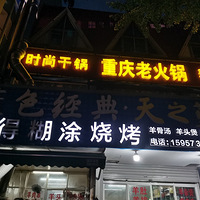 时尚干锅 重庆老火锅
色经典·天之
得糊涂烧烤
羊骨汤 羊头煲
电话:15957